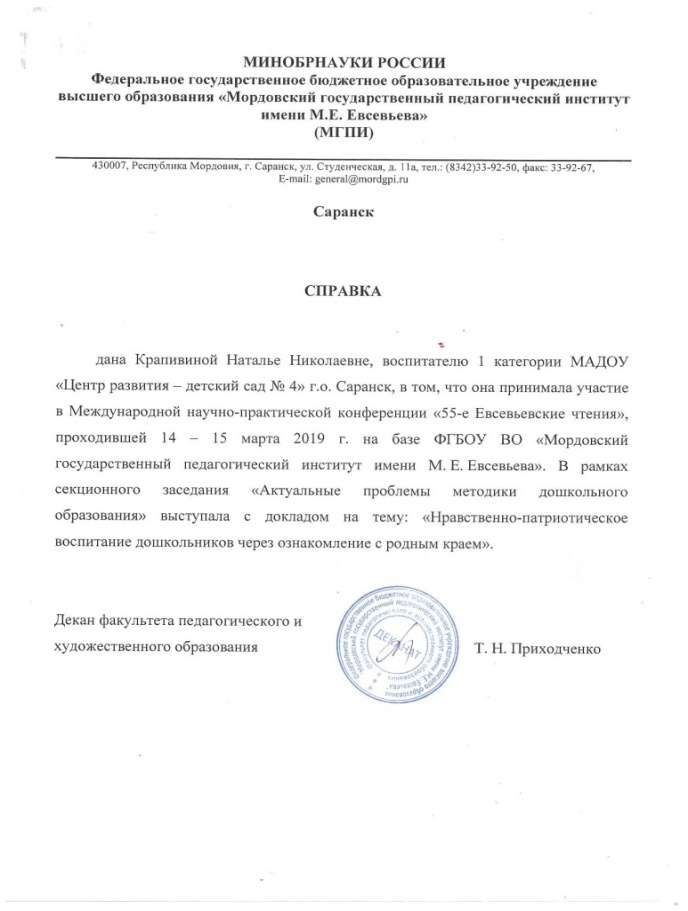 МИНОБРНАУКИ РОССИИ
Федеральное государственное бюджетное образовательное учреждение
высшего образования «Мордовский государственный педагогический институт
имени М.Е. Евсевьева»
(МГПИ)
430007, Республика Мордовия, г. Саранск, ул. Студенческая, д. 11а, тел.: (8342)33-92-50, факс: 33-92-67,
E-mail: general@mordgpi.ru
Саранск
СПРАВКА
дана Крапивиной Наталье Николаевне, воспитателю 1 категории МАДОУ
«Центр развития – детский сад № 4» г.о. Саранск, в том, что она принимала участие
в Международной научно-практической конференции «55-е Евсевьевские чтения»,
проходившей 14 – 15 марта 2019 г. на базе ФГБОУ ВО «Мордовский
государственный педагогический институт имени М. Е. Евсевьева». В рамках
секционного заседания «Актуальные проблемы методики дошкольного
образования» выступала с докладом на тему: «Нравственно-патриотическое
воспитание дошкольников через ознакомление с родным краем».
Декан факультета педагогического и
художественного образования
ДЕКАНАТ
Т. Н. Приходченко